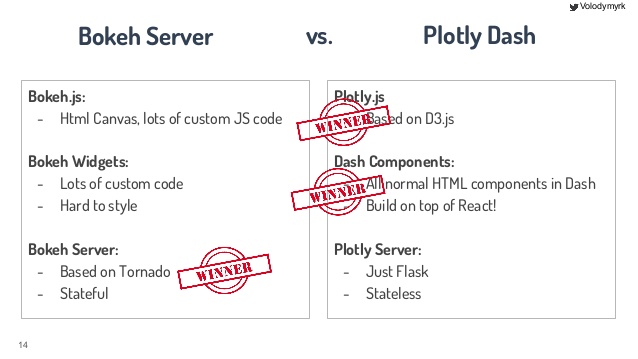 Volodymyrk
Bokeh Server vs. Plotly Dash
Bokeh.js:
- Html Canvas, lots of custom JS code
Bokeh Widgets:
- Lots of custom code
- Hard to style
Bokeh Server:
- Based on Tornado
- Stateful
WINNER
Plotly.js
Based on D3.js
WINNER
Dash Components:
All normal HTML components in Dash
Build on top of React!
WINNER
Plotly Server:
- Just Flask
- Stateless
14